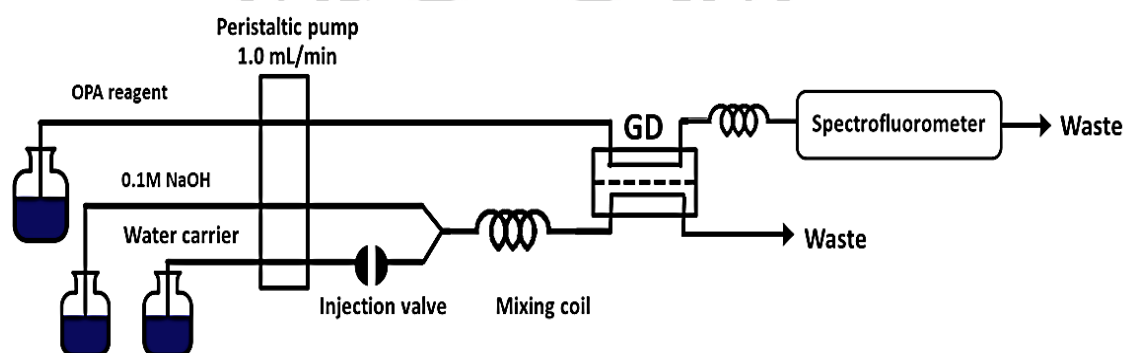 Peristaltic pump
1.0 mL/min
OPA reagent
GD
Spectrofluorometer
Waste
0.1M NaOH
Water carrier
Waste
Injection valve
Mixing coil